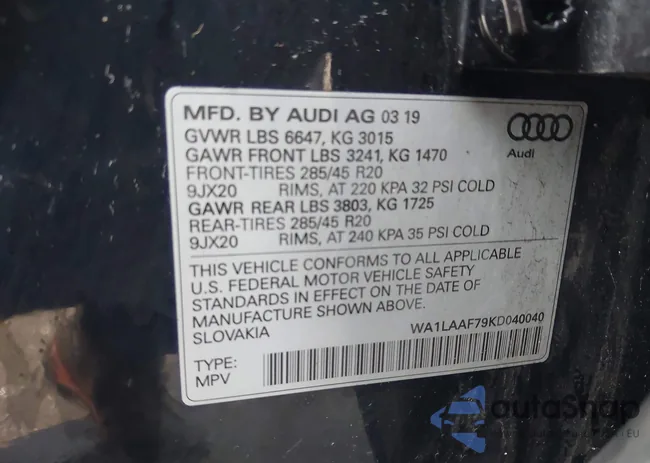 MFD. BY AUDI AG 03 19
GVWR LBS 6647, KG 3015
GAWR FRONT LBS 3241, KG 1470
FRONT-TIRES 285/45 R20
9JX20 RIMS, AT 220 KPA 32 PSI COLD
GAWR REAR LBS 3803, KG 1725
REAR-TIRES 285/45 R20
9JX20 RIMS, AT 240 KPA 35 PSI COLD
Audi
THIS VEHICLE CONFORMS TO ALL APPLICABLE
U.S. FEDERAL MOTOR VEHICLE SAFETY
STANDARDS IN EFFECT ON THE DATE OF
MANUFACTURE SHOWN ABOVE.
SLOVAKIA
WA1LAAF79KD040040
TYPE:
MPV
autoSnap